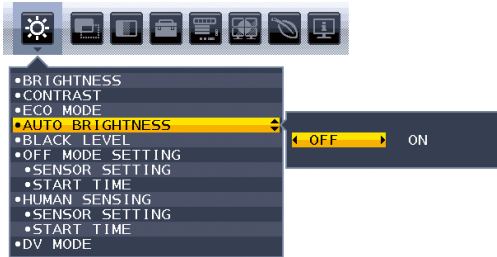 •BRIGHTNESS
•CONTRAST
•ECO MODE
•AUTO BRIGHTNESS
OFF ON
•BLACK LEVEL
•OFF MODE SETTING
•SENSOR SETTING
•START TIME
•HUMAN SENSING
•SENSOR SETTING
•START TIME
•DV MODE